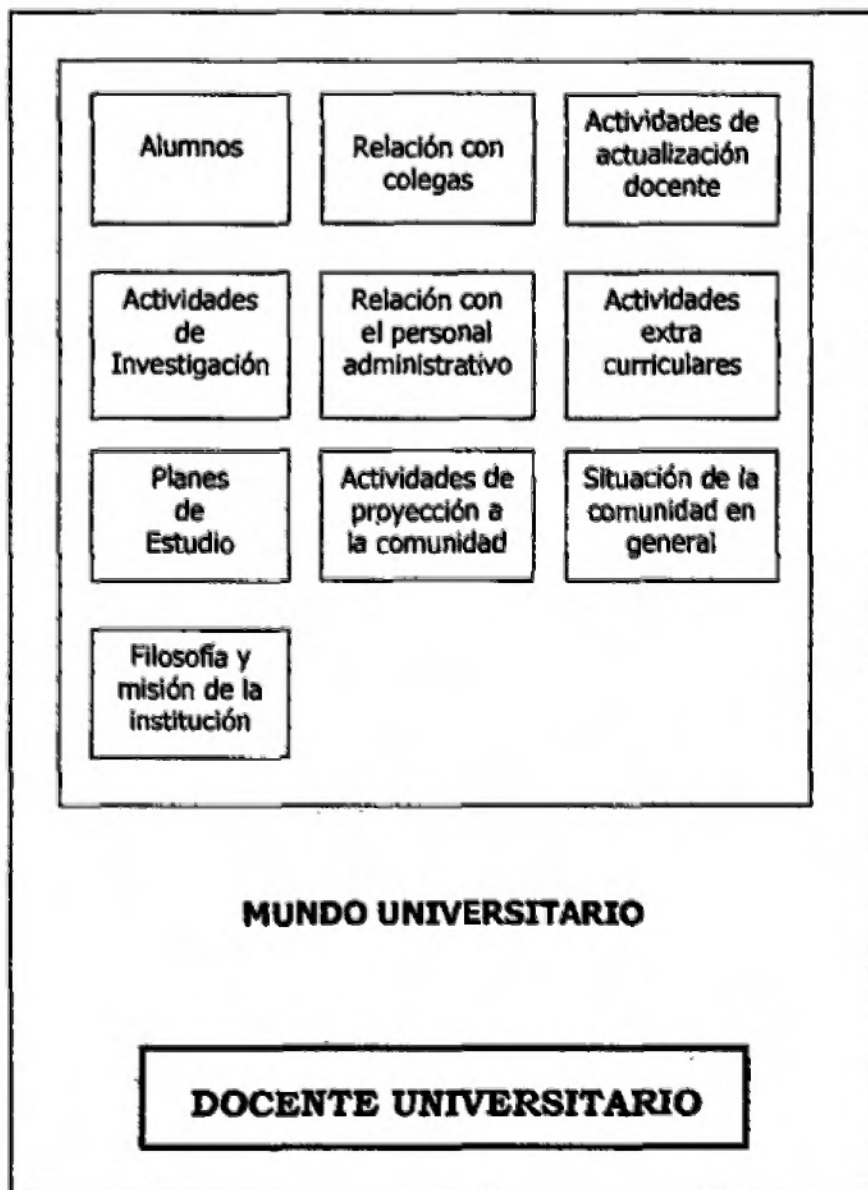 Alumnos
Relación con
colegas
Actividades de
actualización
docente
Actividades
de
Investigación
Relación con
el personal
administrativo
Actividades
extra
curriculares
Planes
de
Estudio
Actividades de
proyección a
la comunidad
Situación de la
comunidad en
general
Filosofía y
misión de la
institución
MUNDO UNIVERSITARIO
DOCENTE UNIVERSITARIO